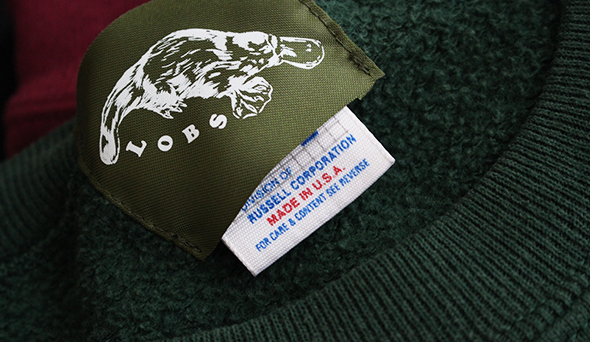 LOBS
DIVISION OF
RUSSELL CORPORATION
MADE IN U.S.A.
FOR CARE & CONTENT SEE REVERSE